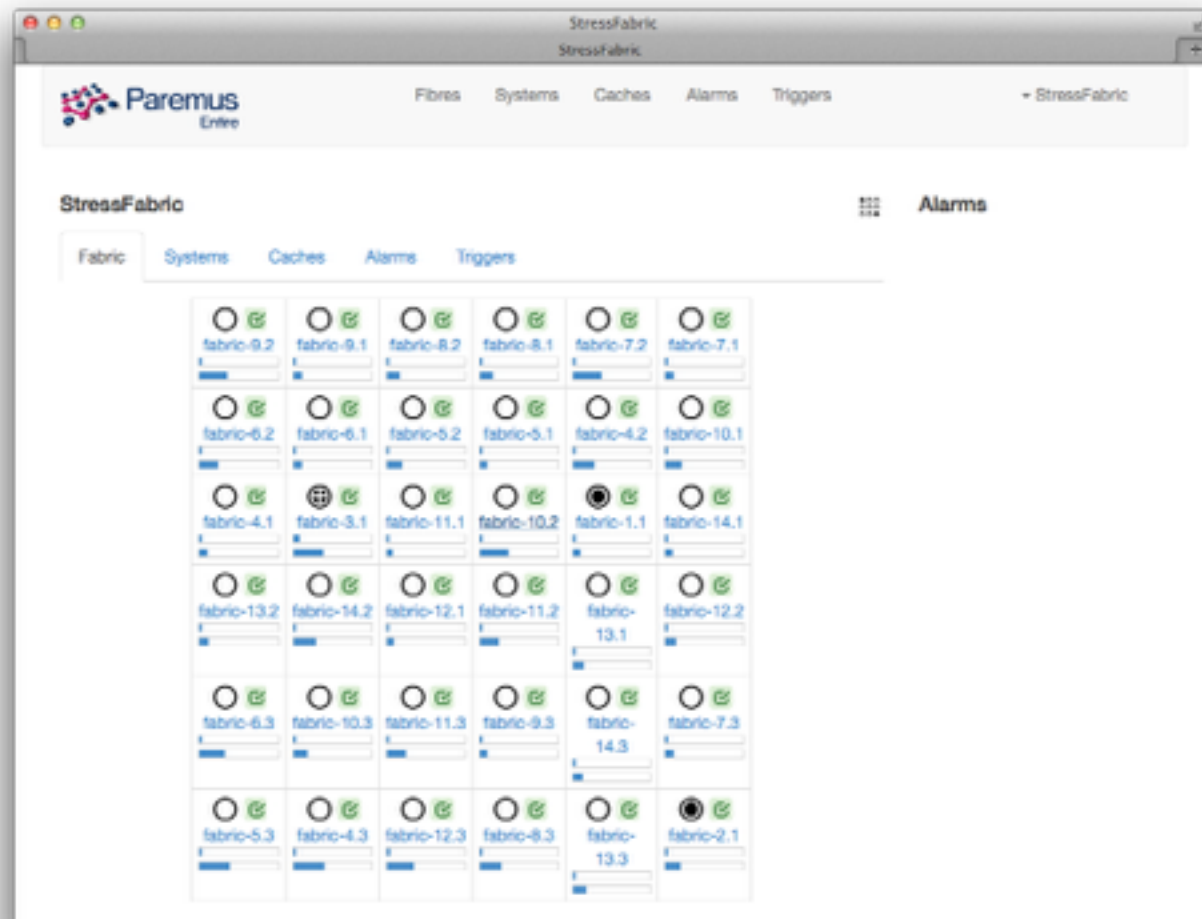 StressFabric
StressFabric
Paremus
Entire
Fibres Systems Caches Alarms Triggers StressFabric
StressFabric
Alarms
Fabric Systems Caches Alarms Triggers
fabric-9.2 fabric-9.1 fabric-8.2 fabric-8.1 fabric-7.2 fabric-7.1
fabric-6.2 fabric-6.1 fabric-5.2 fabric-5.1 fabric-4.2 fabric-10.1
fabric-4.1 fabric-3.1 fabric-11.1 fabric-10.2 fabric-1.1 fabric-14.1
fabric-13.2 fabric-14.2 fabric-12.1 fabric-11.2 fabric- fabric-12.2
13.1
fabric-6.3 fabric-10.3 fabric-11.3 fabric-9.3 fabric- fabric-7.3
14.3
fabric-5.3 fabric-4.3 fabric-12.3 fabric-8.3 fabric- fabric-2.1
13.3